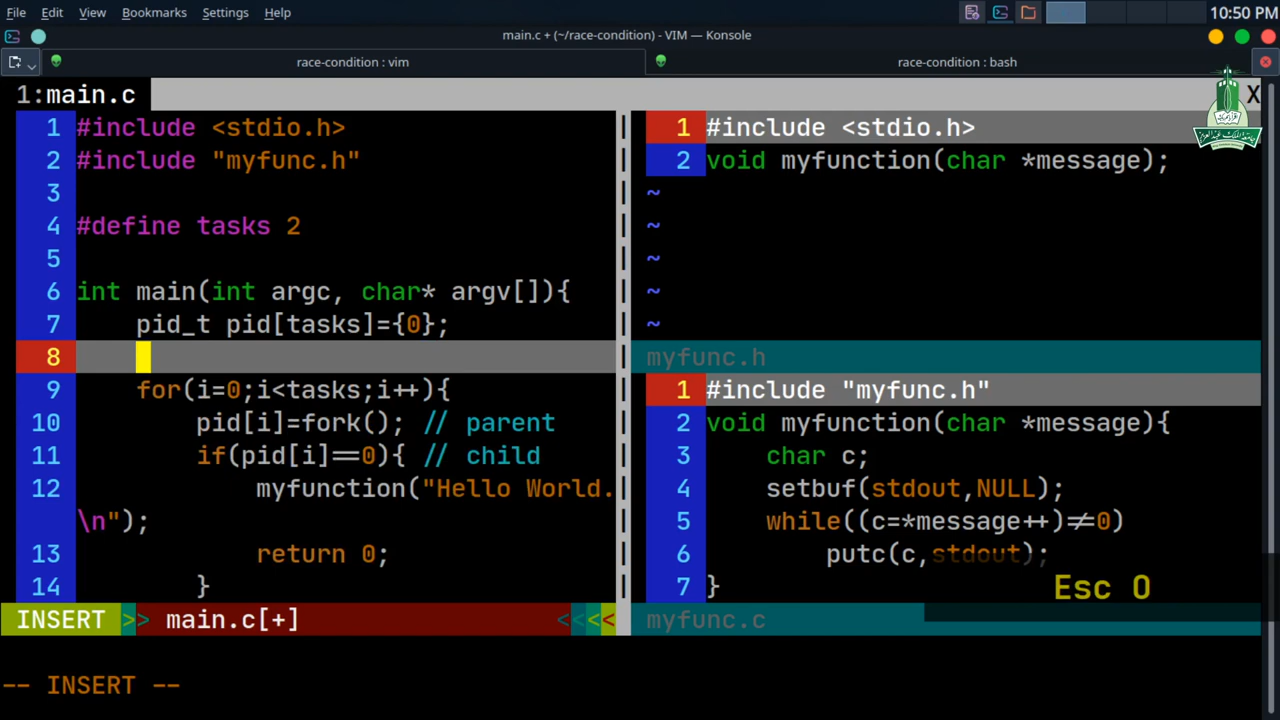 File Edit View Bookmarks Settings Help 10:50 PM
main.c + (~/race-condition) - VIM — Konsole
race-condition : vim race-condition : bash
1:main.c X
1 #include <stdio.h>
2 #include "myfunc.h"
3
4 #define tasks 2
5
6 int main(int argc, char* argv[]){
7 pid_t pid[tasks]={0};
8
9 for(i=0;i<tasks;i++){
10 pid[i]=fork(); // parent
11 if(pid[i]==0){ // child
12 myfunction("Hello World.
\n");
13 return 0;
14 }
INSERT >> main.c[+] <<<<
-- INSERT --
1 #include <stdio.h>
2 void myfunction(char *message);
~
~
~
~
~
myfunc.h
1 #include "myfunc.h"
2 void myfunction(char *message){
3 char c;
4 setbuf(stdout,NULL);
5 while((c=*message++)≠0)
6 putc(c,stdout);
7 }
Esc O
myfunc.c